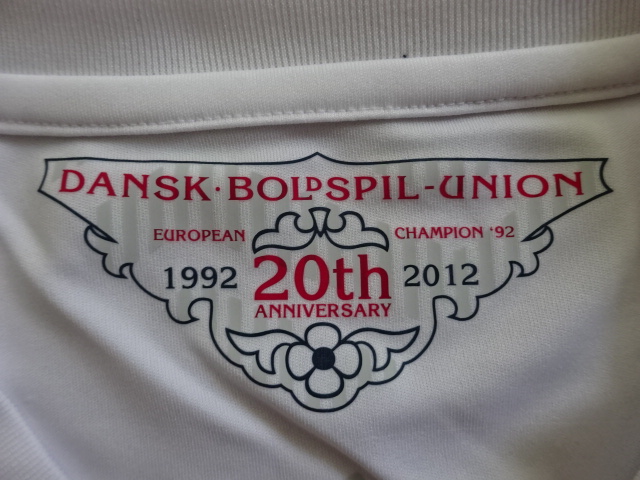 DANSK·BOLDSPIL-UNION
EUROPEAN CHAMPION '92
1992 20th 2012
ANNIVERSARY